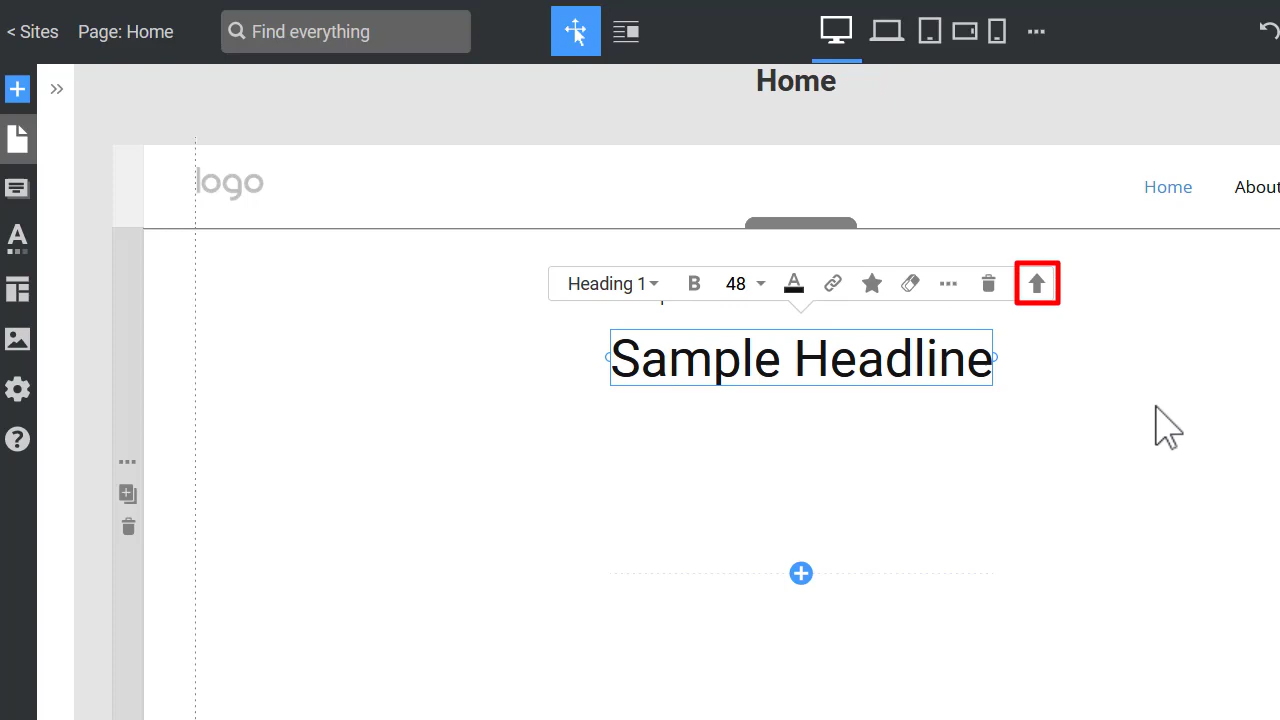 < Sites Page: Home Find everything
Home
logo
Home About
Heading 1 B 48 A
Sample Headline